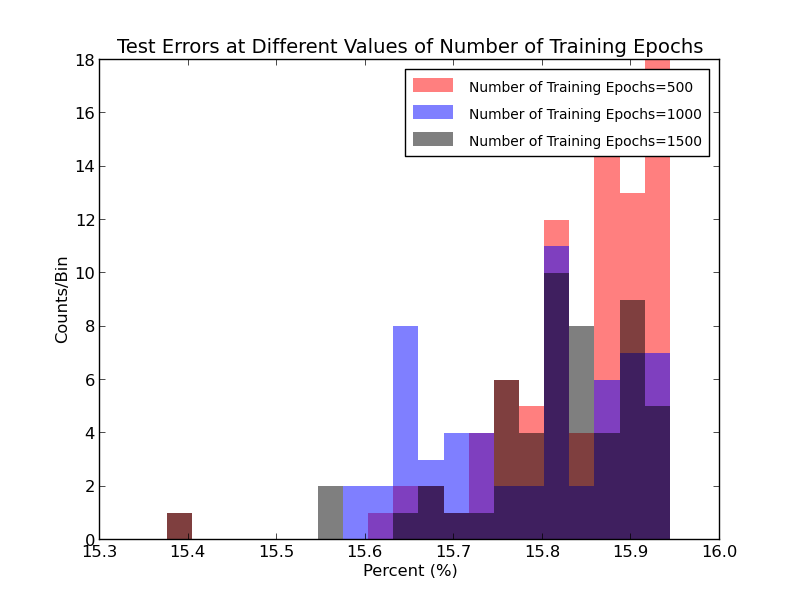 Test Errors at Different Values of Number of Training Epochs
18
16
14
12
10
8
6
4
2
0
Counts/Bin
Number of Training Epochs=500
Number of Training Epochs=1000
Number of Training Epochs=1500
15.3 15.4 15.5 15.6 15.7 15.8 15.9 16.0
Percent (%)